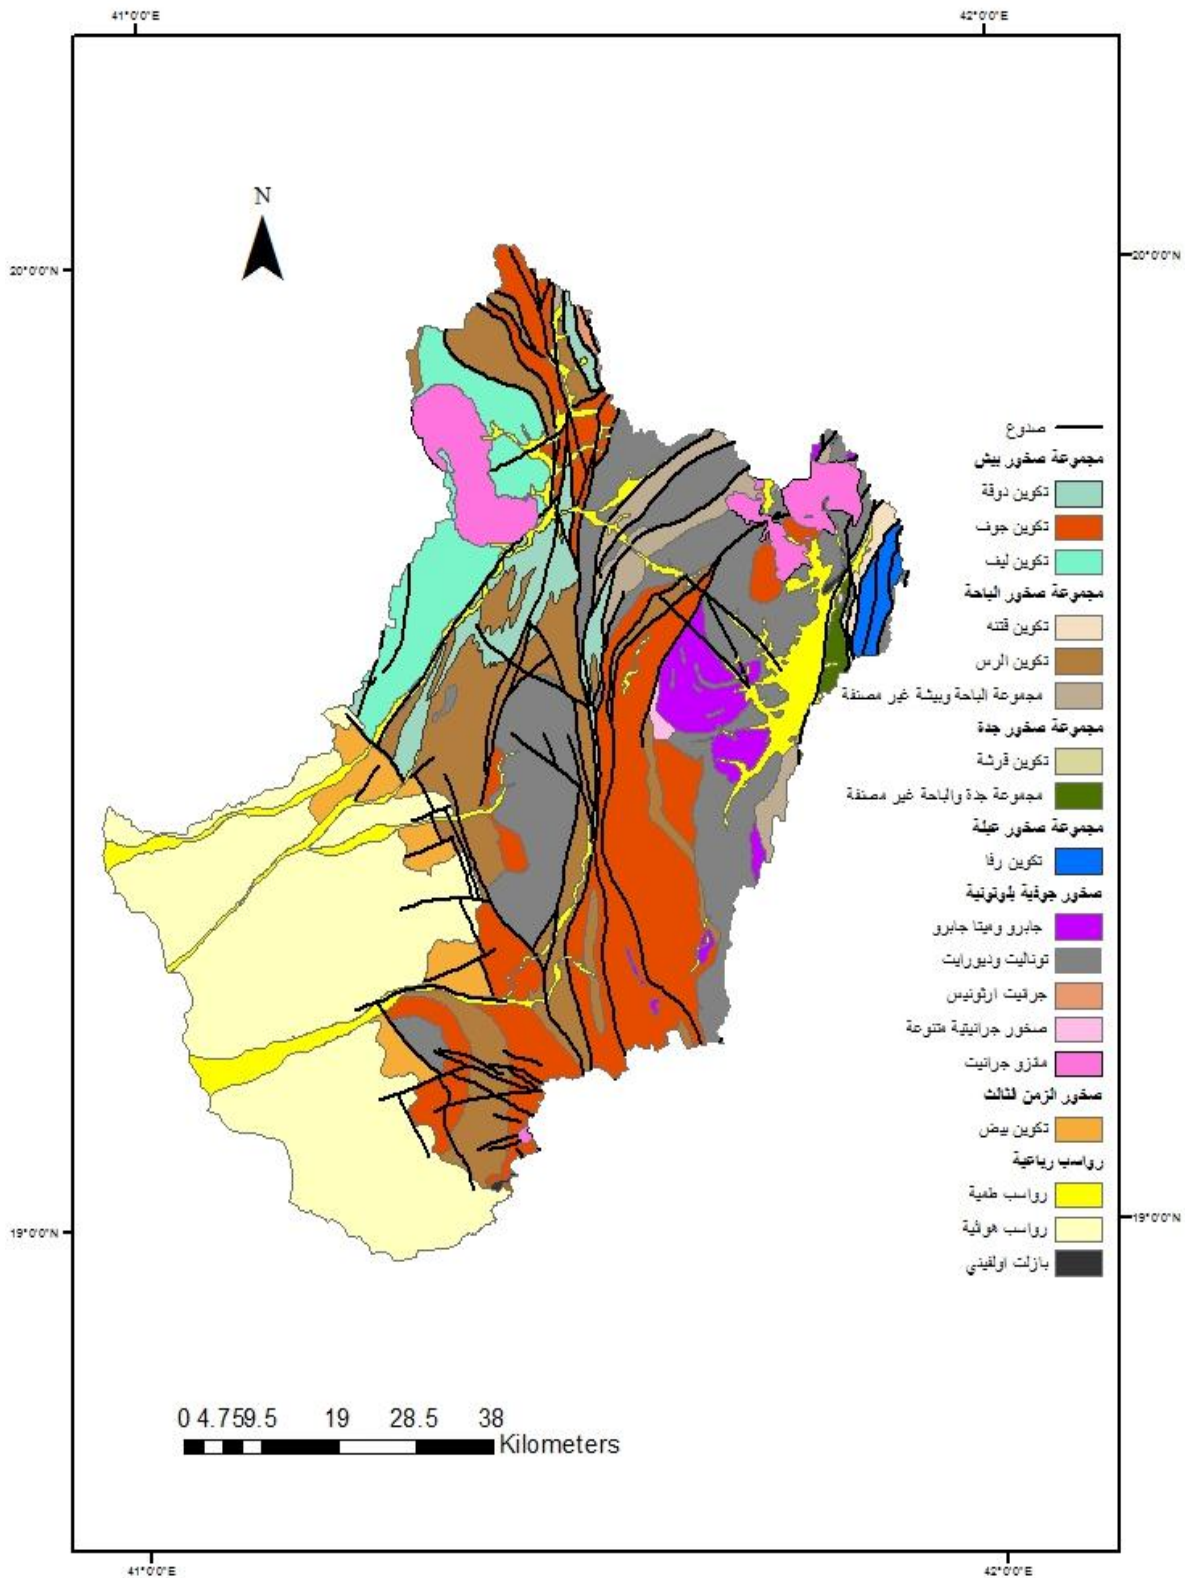 41°0'0"E
42°0'0"E
N
20°0'0"N
20°0'0"N
صدوع
مجموعة صخور بيش
تكوين ذوقة
تكوين جوف
تكوين ليف
مجموعة صخور الباحة
تكوين قتنه
تكوين الرس
مجموعة الباحة وبيشة غير مصنفة
مجموعة صخور جدة
تكوين قرشة
مجموعة جدة والباحة غير مصنفة
مجموعة صخور عبلة
تكوين رفا
صخور جوفية بلوتونية
جابرو وميتا جابرو
توناليت وديورايت
جرانيت ارثونيس
صخور جرانيتية متنوعة
مانزو جرانيت
صخور الزمن الثالث
تكوين بيض
رواسب رباعية
رواسب طمية
رواسب هوائية
بازلت اولفيني
19°0'0"N
19°0'0"N
0 4.759.5 19 28.5 38
Kilometers
41°0'0"E
42°0'0"E